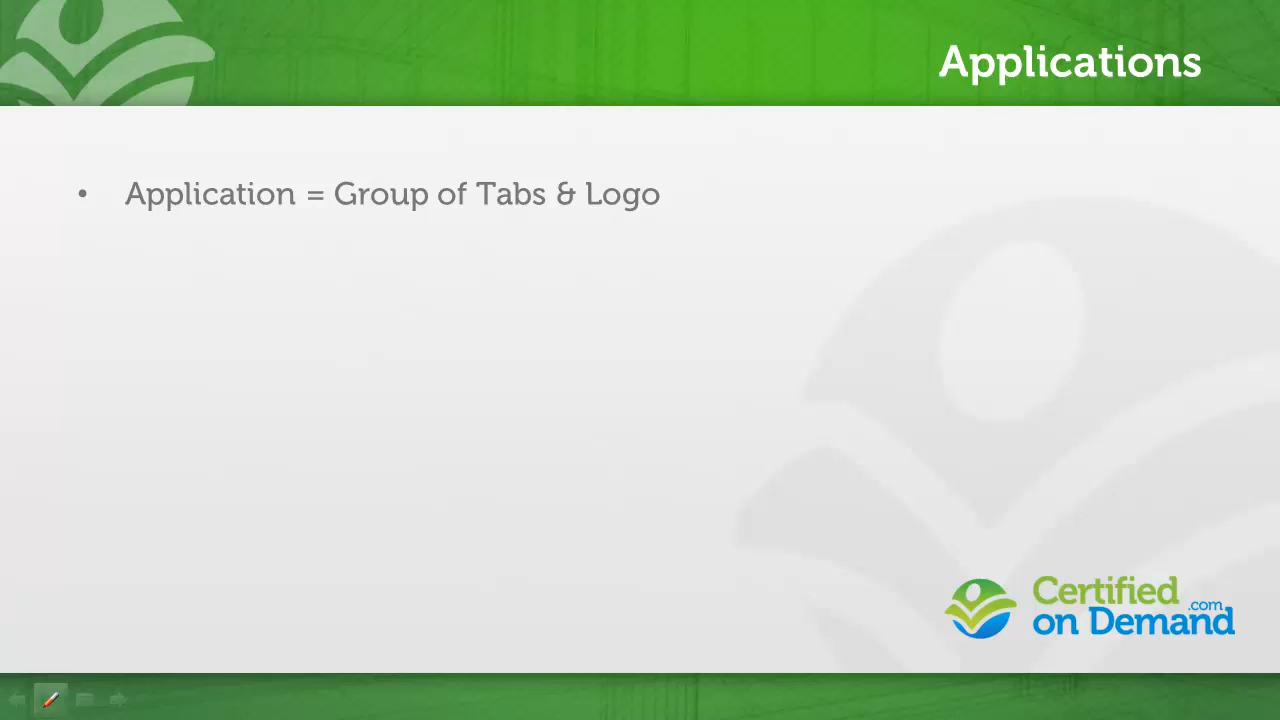 Applications
• Application = Group of Tabs & Logo
Certified
on Demand .com